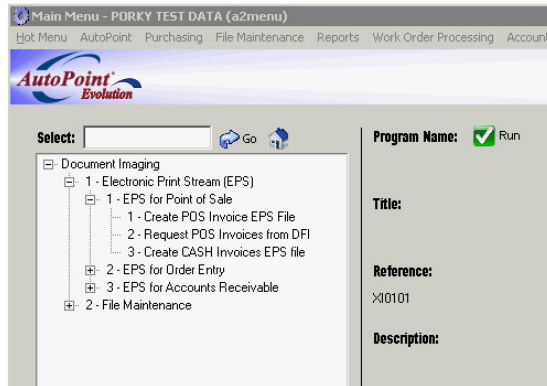 Main Menu - PORKY TEST DATA (a2menu)
Hot Menu AutoPoint Purchasing File Maintenance Reports Work Order Processing Account
AutoPoint
Evolution
Select: Go
Program Name: Run
Document Imaging
1 - Electronic Print Stream (EPS)
1 - EPS for Point of Sale
1 - Create POS Invoice EPS File
2 - Request POS Invoices from DFI
3 - Create CASH Invoices EPS file
2 - EPS for Order Entry
3 - EPS for Accounts Receivable
2 - File Maintenance
Title:
Reference:
XI0101
Description: